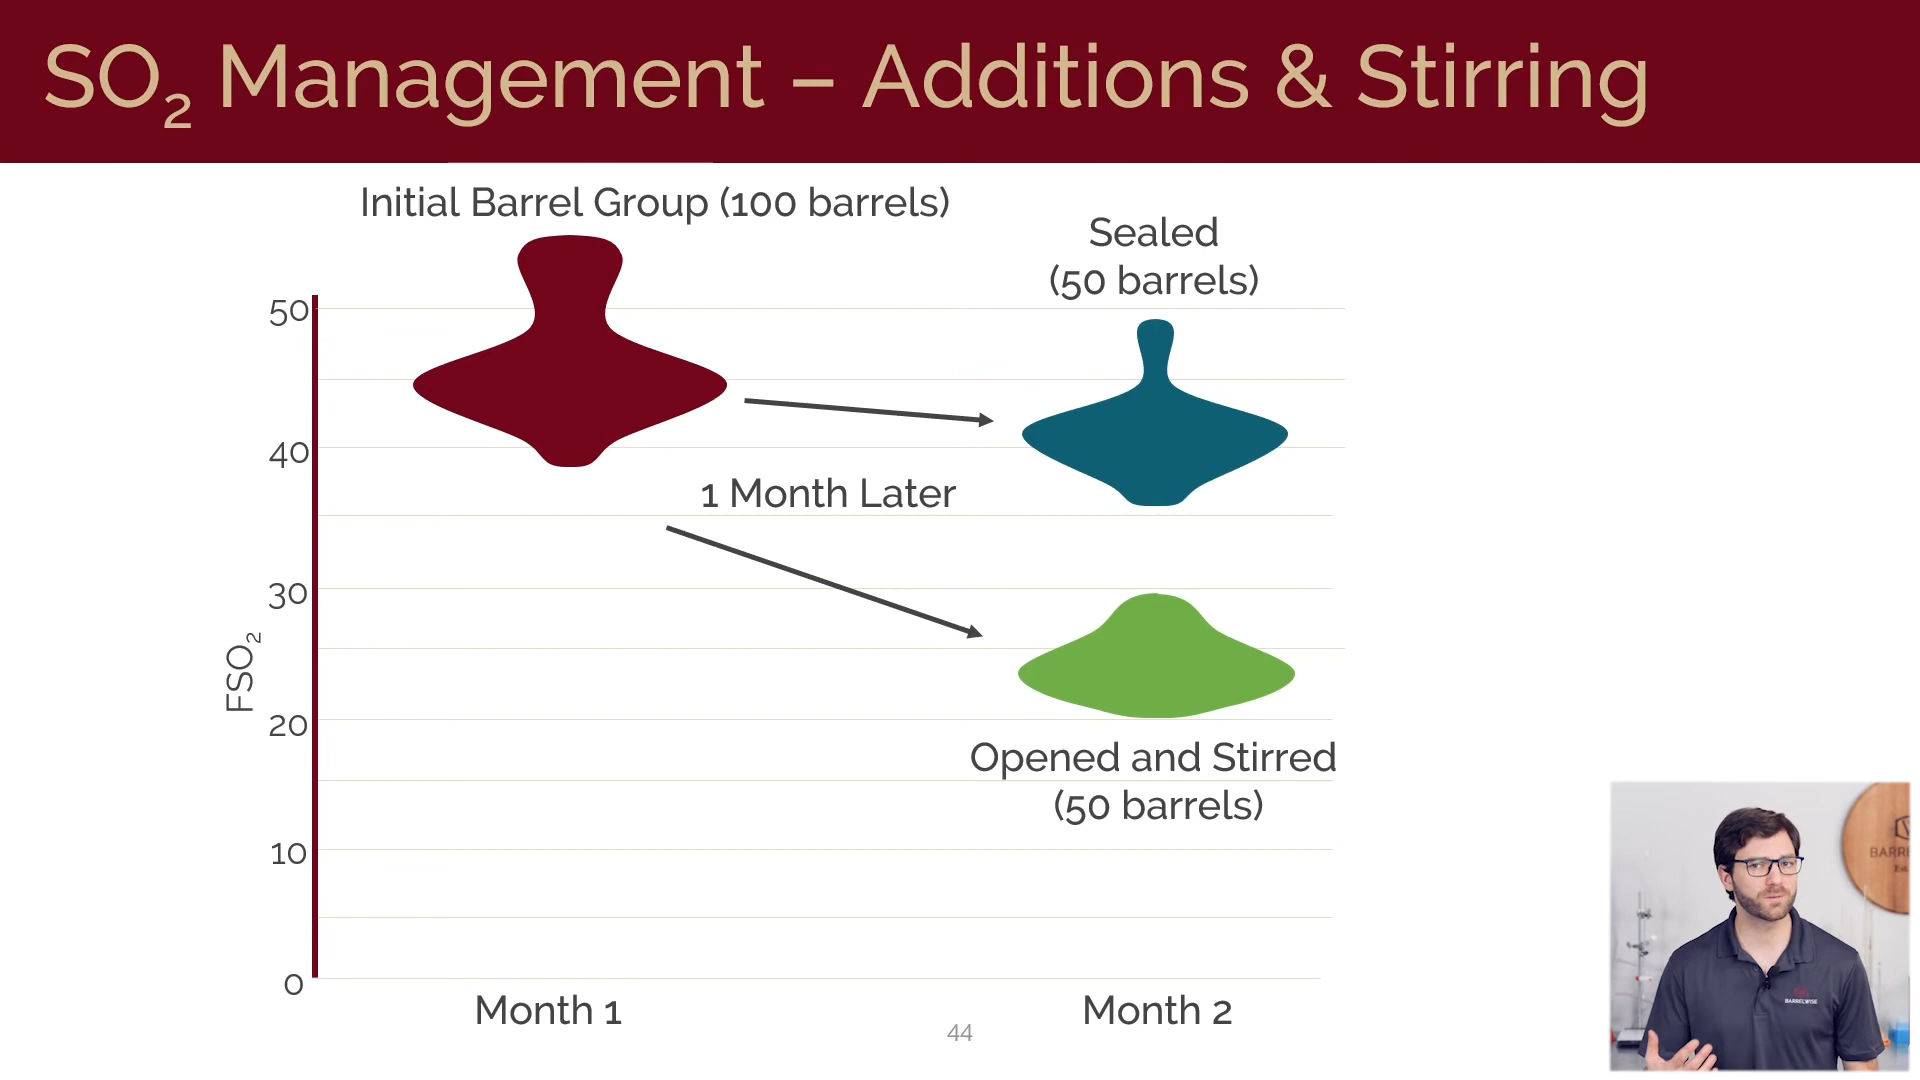 SO₂ Management – Additions & Stirring
Initial Barrel Group (100 barrels)
Sealed
(50 barrels)
50
40
1 Month Later
30
FSO₂
20
Opened and Stirred
(50 barrels)
10
0
Month 1
Month 2
44
BARRELWISE